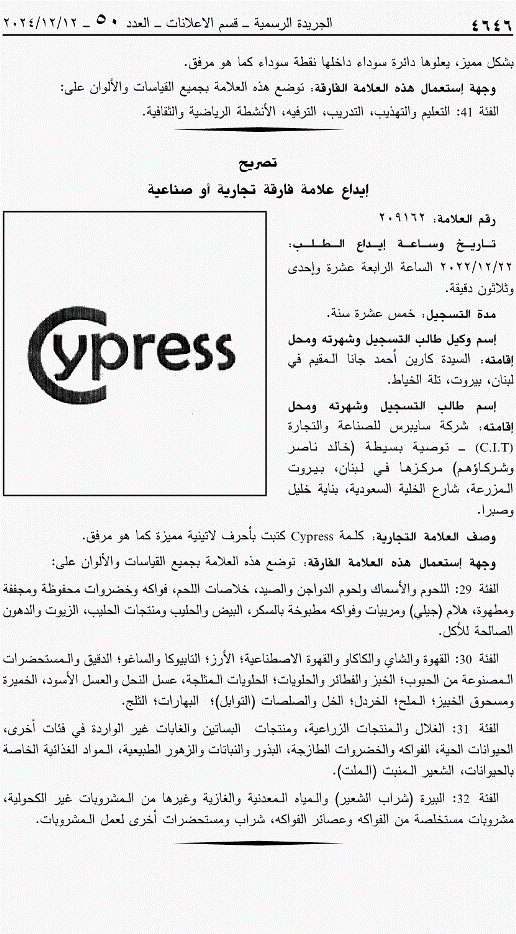 ٤٦٤٦
الجريدة الرسمية ــ قسم الاعلانات ــ العدد ٥٠ ــ ٢٠٢٤/١٢/١٢
بشكل مميز، يعلوها دائرة سوداء داخلها نقطة سوداء كما هو مرفق.
وجهة إستعمال هذه العلامة الفارقة: توضع هذه العلامة بجميع القياسات والألوان على:
الفئة 41: التعليم والتهذيب، التدريب، الترفيه، الأنشطة الرياضية والثقافية.
تصريح
إيداع علامة فارقة تجارية أو صناعية
رقم العلامة: ٢٠٩١٦٢
تـاريـخ وسـاعـة إيـداع الـطـلـب:
٢٠٢٢/١٢/٢٢ الساعة الرابعة عشرة وإحدى
وثلاثون دقيقة.
مدة التسجيل: خمس عشرة سنة.
إسم وكيل طالب التسجيل وشهرته ومحل
إقامته: السيدة كارين أحمد جانا المقيم في
لبنان، بيروت، تلة الخياط.
إسم طالب التسجيل وشهرته ومحل
إقامته: شركة سايبرس للصناعة والتجارة
(C.I.T) ــ توصية بسيطة (خالد ناصر
وشركاؤهم) مركزها في لبنان، بيروت
المزرعة، شارع الخلية السعودية، بناية خليل
وصبرا.
Cypress
وصف العلامة التجارية: كلمة Cypress كتبت بأحرف لاتينية مميزة كما هو مرفق.
وجهة إستعمال هذه العلامة الفارقة: توضع هذه العلامة بجميع القياسات والألوان على:
الفئة 29: اللحوم والأسماك ولحوم الدواجن والصيد، خلاصات اللحم، فواكه وخضروات محفوظة ومجففة
ومطهوة، هلام (جيلي) ومربيات وفواكه مطبوخة بالسكر، البيض والحليب ومنتجات الحليب، الزيوت والدهون
الصالحة للأكل.
الفئة 30: القهوة والشاي والكاكاو والقهوة الاصطناعية؛ الأرز؛ التابيوكا والساغو؛ الدقيق والمستحضرات
المصنوعة من الحبوب؛ الخبز والفطائر والحلويات؛ الحلويات المثلجة، عسل النحل والعسل الأسود، الخميرة
ومسحوق الخبيز؛ الملح؛ الخردل؛ الخل والصلصات (التوابل)؛ البهارات؛ الثلج.
الفئة 31: الغلال والمنتجات الزراعية، ومنتجات البساتين والغابات غير الواردة في فئات أخرى،
الحيوانات الحية، الفواكه والخضروات الطازجة، البذور والنباتات والزهور الطبيعية، المواد الغذائية الخاصة
بالحيوانات، الشعير المنبت (الملت).
الفئة 32: البيرة (شراب الشعير) والمياه المعدنية والغازية وغيرها من المشروبات غير الكحولية،
مشروبات مستخلصة من الفواكه وعصائر الفواكه، شراب ومستحضرات أخرى لعمل المشروبات.